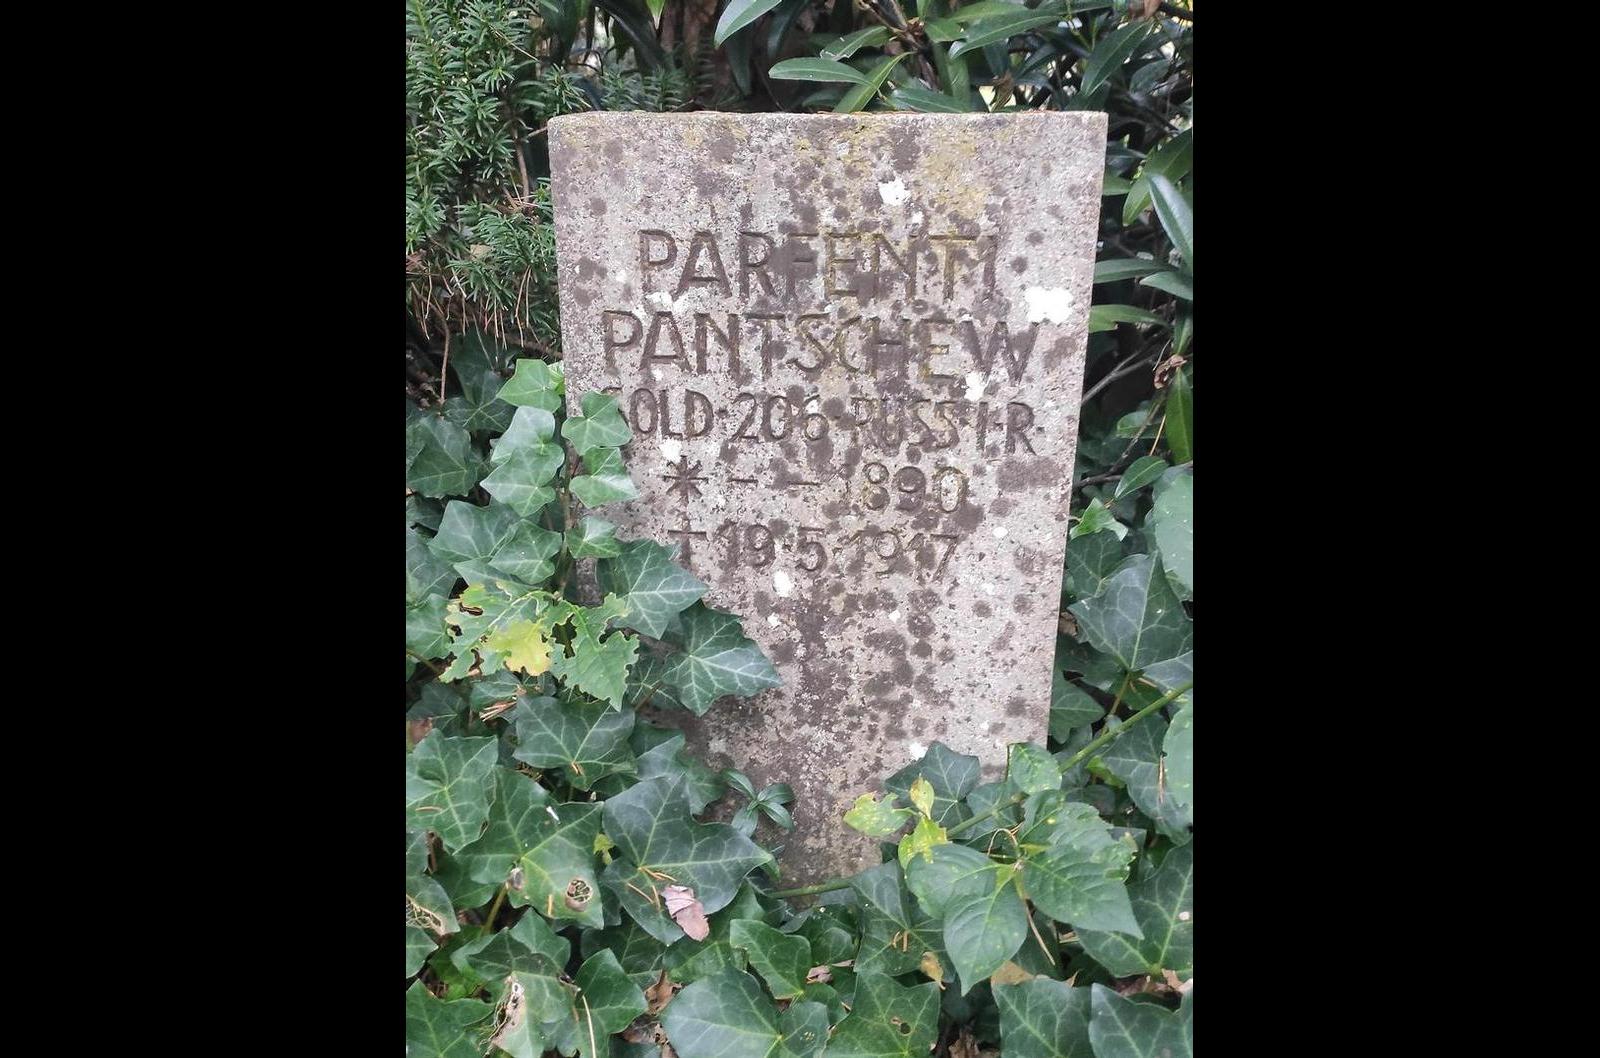 PARFENTI
PANTSCHEW
SOLD·206·RUSS·I·R·
* – – 1890
† 19·5·1917